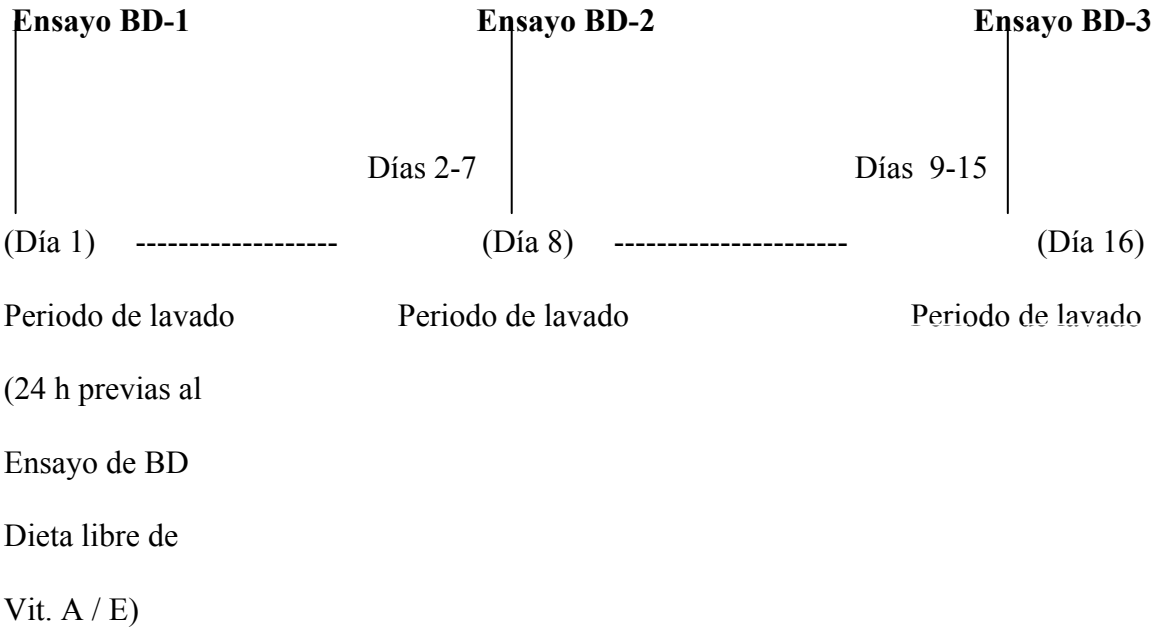 Ensayo BD-1 Ensayo BD-2 Ensayo BD-3
Días 2-7 Días 9-15
(Día 1) ------------------- (Día 8) ---------------------- (Día 16)
Periodo de lavado Periodo de lavado Periodo de lavado
(24 h previas al
Ensayo de BD
Dieta libre de
Vit. A / E)